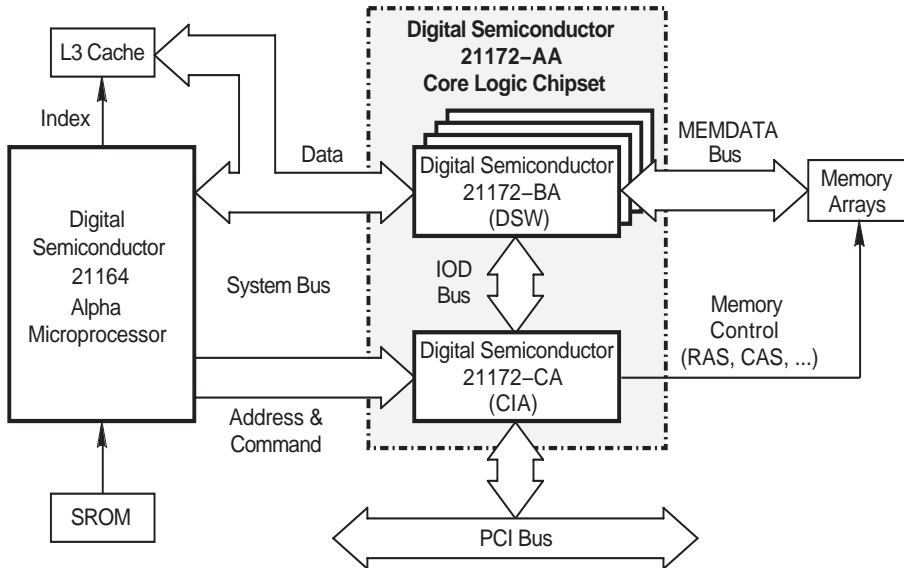 Digital Semiconductor
21172–AA
Core Logic Chipset
L3 Cache
Index
Data
MEMDATA
Bus
Digital Semiconductor
21172–BA
(DSW)
Memory
Arrays
Digital
Semiconductor
21164
Alpha
Microprocessor
System Bus
IOD
Bus
Memory
Control
(RAS, CAS, ...)
Digital Semiconductor
21172–CA
(CIA)
Address &
Command
SROM
PCI Bus